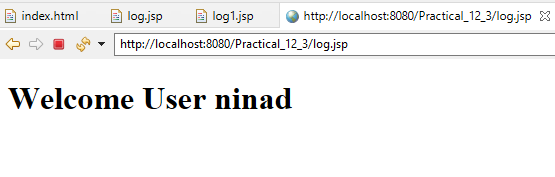 index.html log.jsp log1.jsp http://localhost:8080/Practical_12_3/log.jsp
http://localhost:8080/Practical_12_3/log.jsp
Welcome User ninad